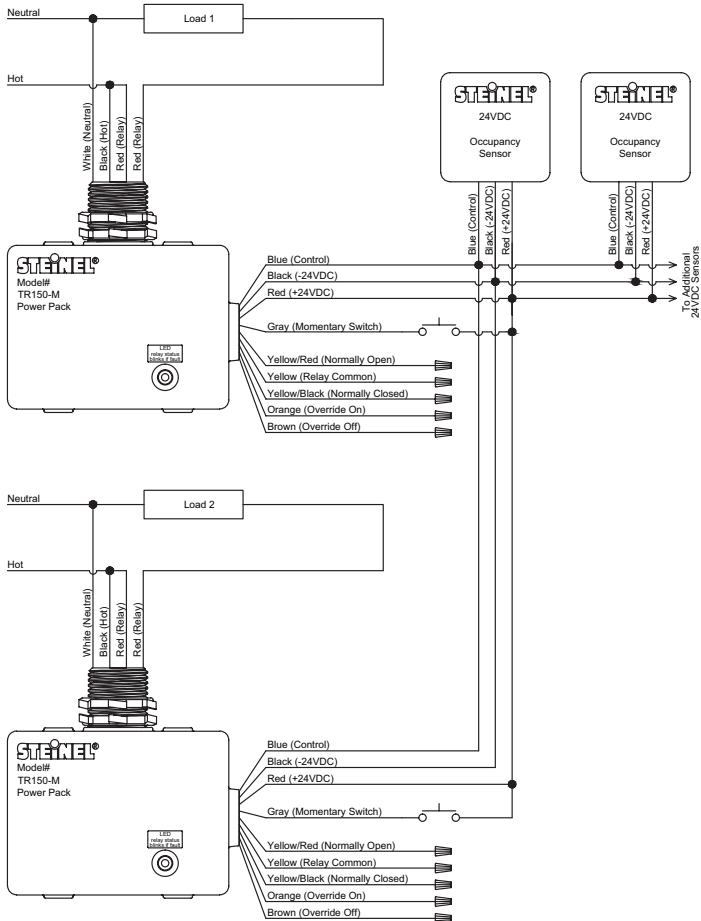 Neutral
Load 1
Hot
White (Neutral)
Black (Hot)
Red (Relay)
Red (Relay)
STEINEL®
24VDC
Occupancy
Sensor
STEINEL®
24VDC
Occupancy
Sensor
Blue (Control)
Black (-24VDC)
Red (+24VDC)
Blue (Control)
Black (-24VDC)
Red (+24VDC)
To Additional
24VDC Sensors
STEINEL®
Model#
TR150-M
Power Pack
LED
relay status
blinks if fault
Blue (Control)
Black (-24VDC)
Red (+24VDC)
Gray (Momentary Switch)
Yellow/Red (Normally Open)
Yellow (Relay Common)
Yellow/Black (Normally Closed)
Orange (Override On)
Brown (Override Off)
Neutral
Load 2
Hot
White (Neutral)
Black (Hot)
Red (Relay)
Red (Relay)
STEINEL®
Model#
TR150-M
Power Pack
LED
relay status
blinks if fault
Blue (Control)
Black (-24VDC)
Red (+24VDC)
Gray (Momentary Switch)
Yellow/Red (Normally Open)
Yellow (Relay Common)
Yellow/Black (Normally Closed)
Orange (Override On)
Brown (Override Off)